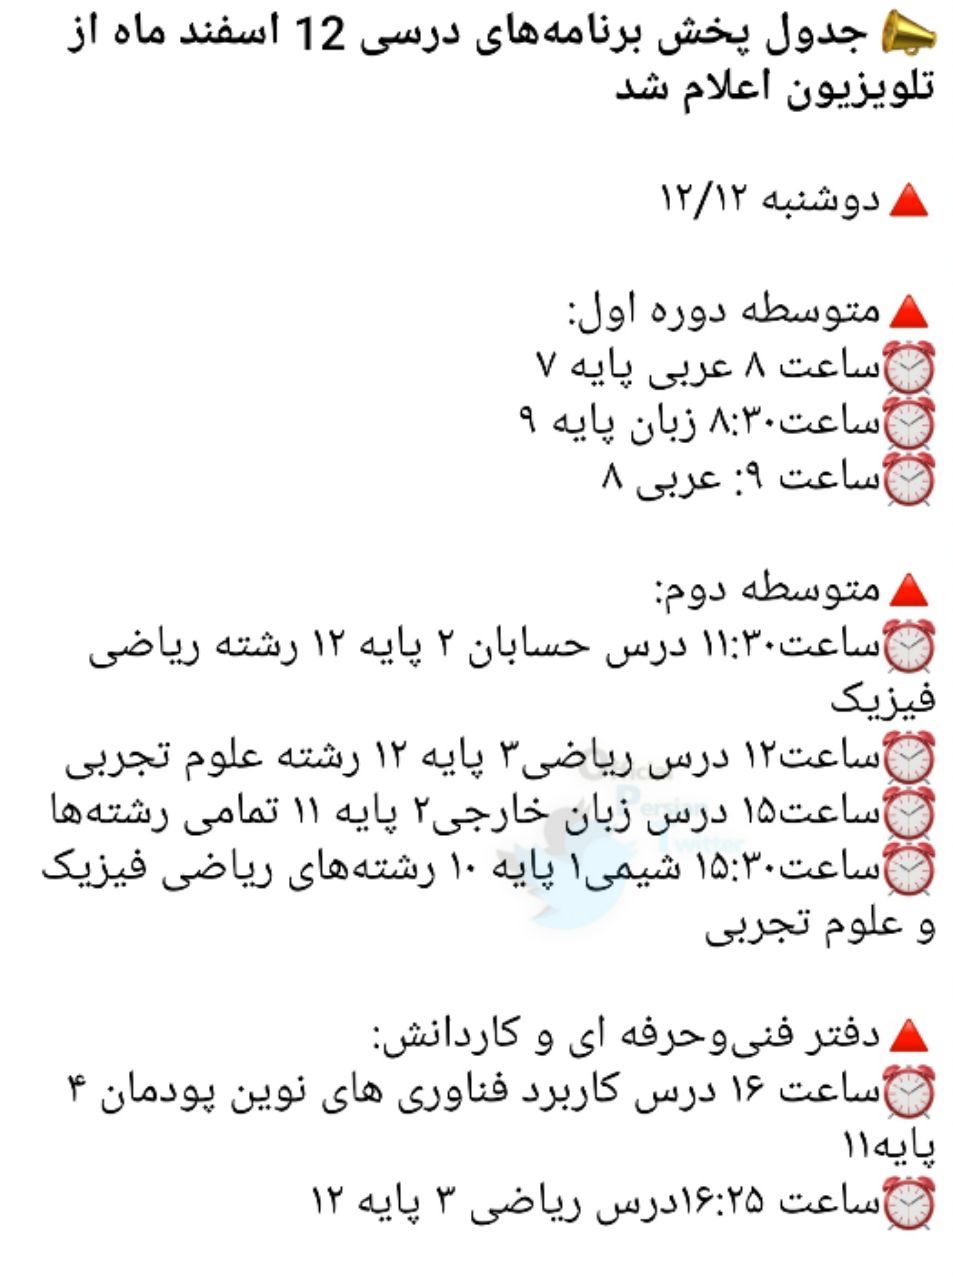 📣جدول پخش برنامه‌های درسی 12 اسفند ماه از
تلویزیون اعلام شد
🔺دوشنبه ۱۲/۱۲
🔺متوسطه دوره اول:
⏰ساعت ۸ عربی پایه ۷
⏰ساعت۸:۳۰ زبان پایه ۹
⏰ساعت ۹: عربی ۸
🔺متوسطه دوم:
⏰ساعت۱۱:۳۰ درس حسابان ۲ پایه ۱۲ رشته ریاضی
فیزیک
⏰ساعت۱۲ درس ریاضی۳ پایه ۱۲ رشته علوم تجربی
⏰ساعت۱۵ درس زبان خارجی۲ پایه ۱۱ تمامی رشته‌ها
⏰ساعت۱۵:۳۰ شیمی۱ پایه ۱۰ رشته‌های ریاضی فیزیک
و علوم تجربی
Official
Persian
Twitter
🔺دفتر فنی‌وحرفه ای و کاردانش:
⏰ساعت ۱۶ درس کاربرد فناوری های نوین پودمان ۴
پایه۱۱
⏰ساعت ۱۶:۲۵درس ریاضی ۳ پایه ۱۲